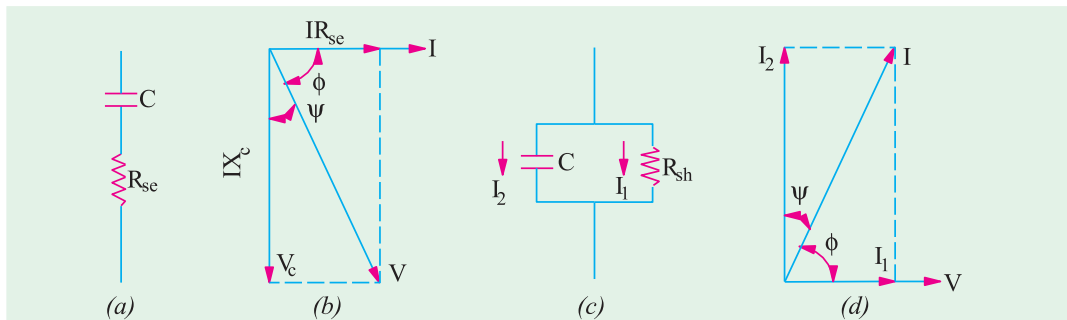 C
R_se
(a)
IR_se
I
ϕ
ψ
IX_c
V_c
V
(b)
I_2
C
I_1
R_sh
(c)
I_2
I
ψ
ϕ
I_1
V
(d)